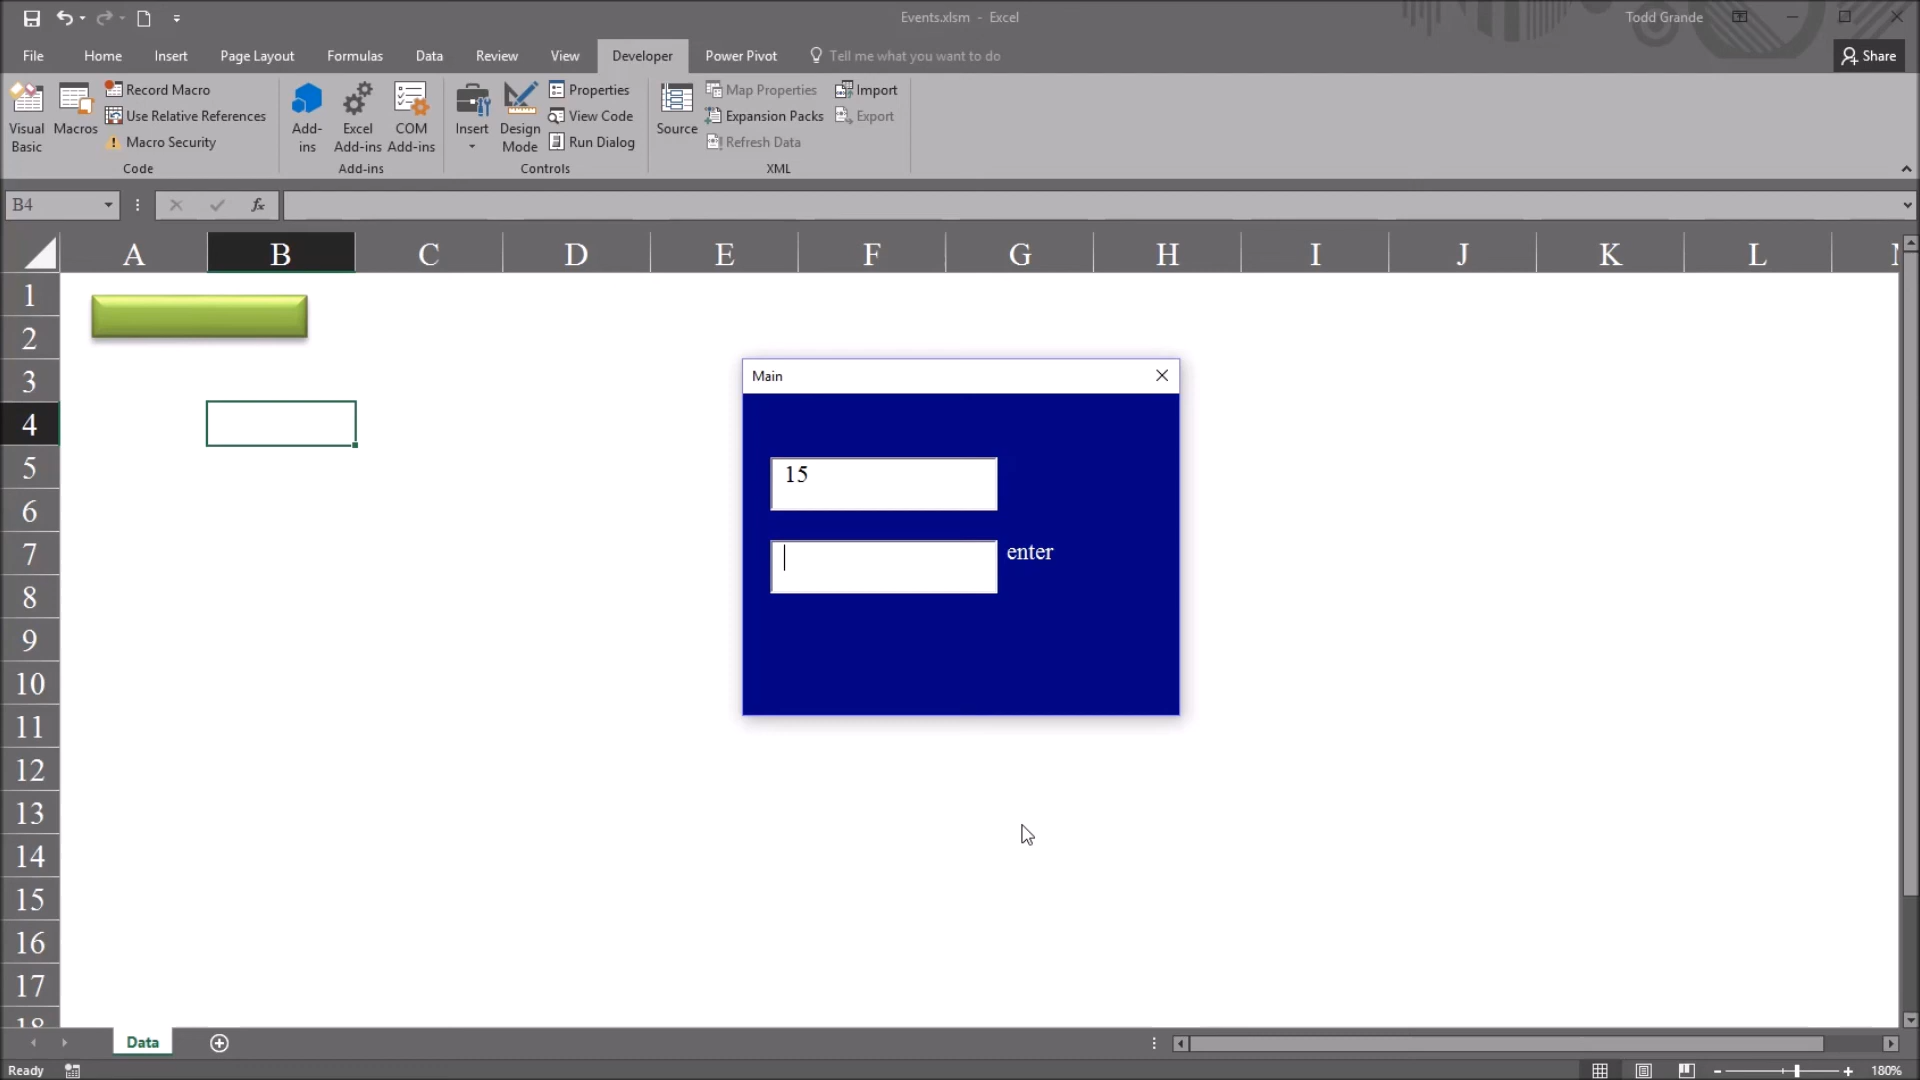 Events.xlsm - Excel
Todd Grande
File Home Insert Page Layout Formulas Data Review View Developer Power Pivot Tell me what you want to do Share
Visual Basic
Macros
Record Macro
Use Relative References
Macro Security
Code
Add-ins
Excel Add-ins
COM Add-ins
Add-ins
Insert
Design Mode
Properties
View Code
Run Dialog
Controls
Source
Map Properties
Expansion Packs
Refresh Data
Import
Export
XML
B4
fx
A B C D E F G H I J K L
1
2
3
4
5
6
7
8
9
10
11
12
13
14
15
16
17
18
Main
15
enter
Data
Ready
180%